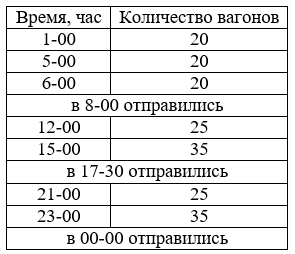 Время, час Количество вагонов
1-00 20
5-00 20
6-00 20
в 8-00 отправились
12-00 25
15-00 35
в 17-30 отправились
21-00 25
23-00 35
в 00-00 отправились